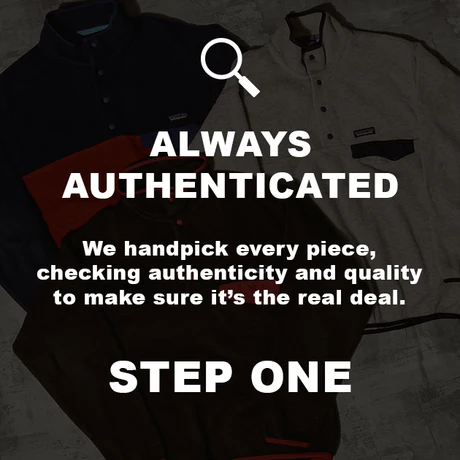 ALWAYS
AUTHENTICATED
We handpick every piece,
checking authenticity and quality
to make sure it’s the real deal.
STEP ONE